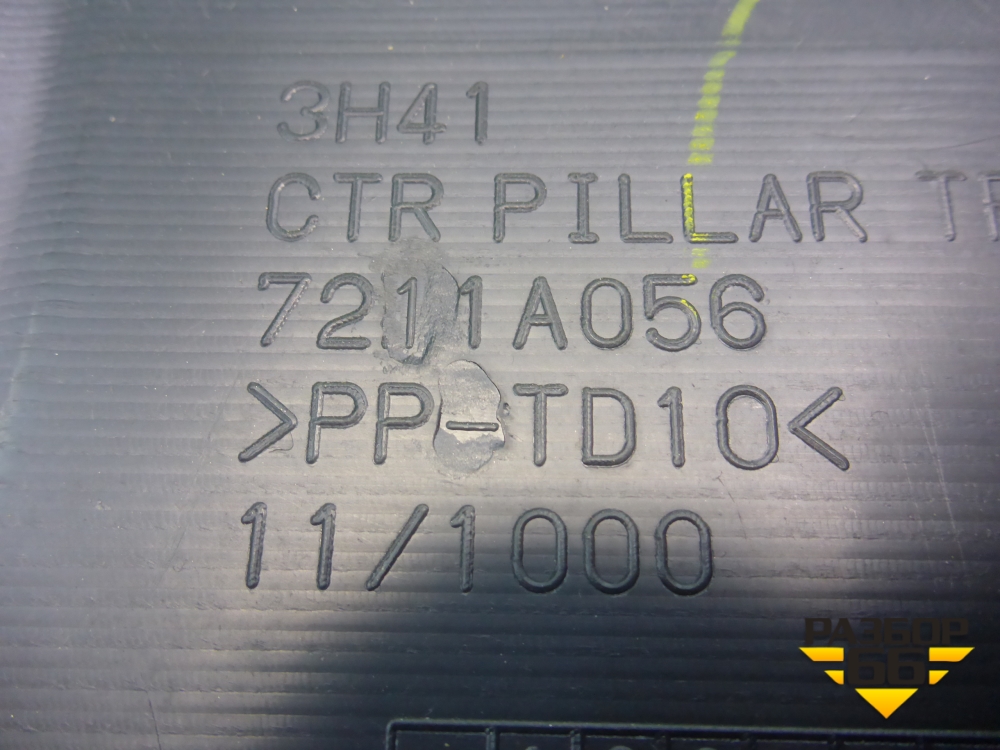 3H41
CTR PILLAR
7211A056
>PP-TD10<
11/1000
РАЗБОР
66